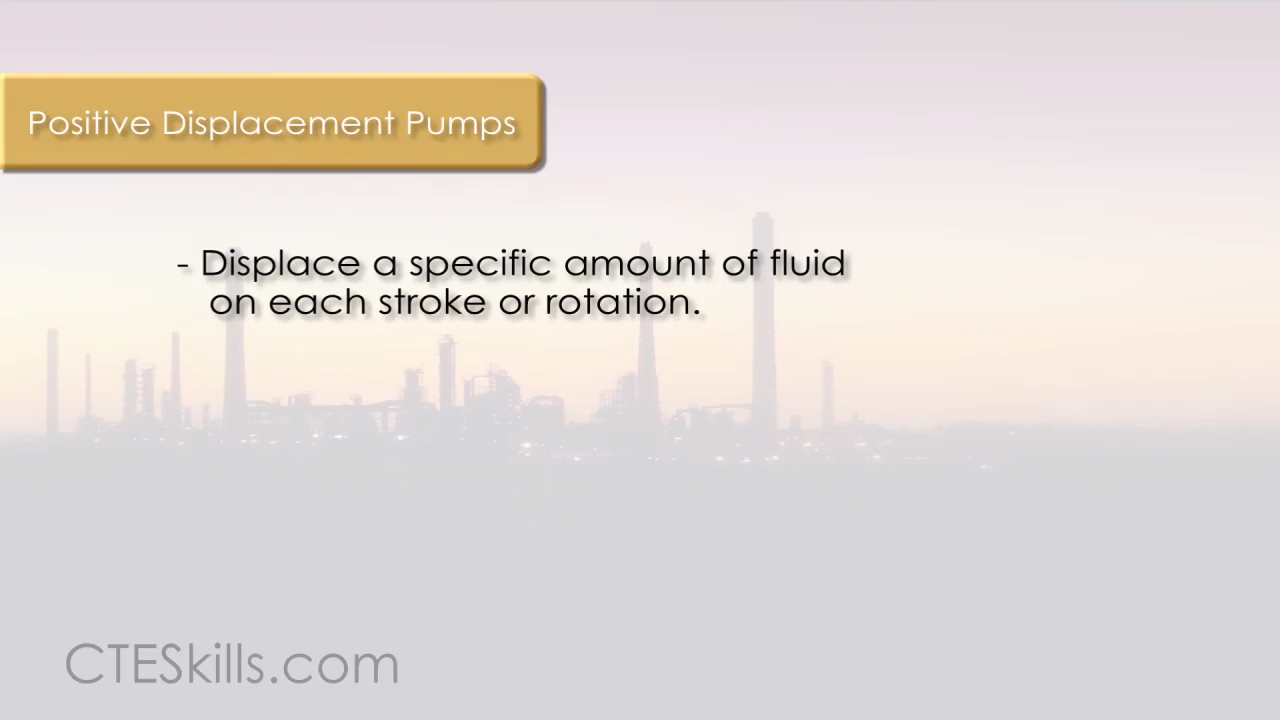 Positive Displacement Pumps
- Displace a specific amount of fluid
on each stroke or rotation.
CTESkills.com